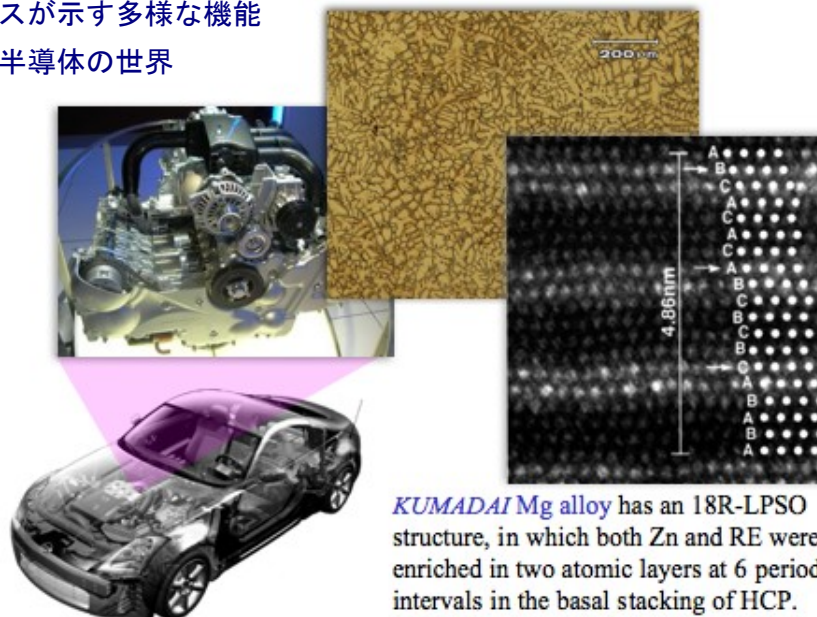 スが示す多様な機能
半導体の世界
200μm
A
B
C
A
C
A
C
A
B
C
B
C
B
C
A
B
A
B
A
4.86nm
KUMADAI Mg alloy has an 18R-LPSO
structure, in which both Zn and RE were
enriched in two atomic layers at 6 period
intervals in the basal stacking of HCP.